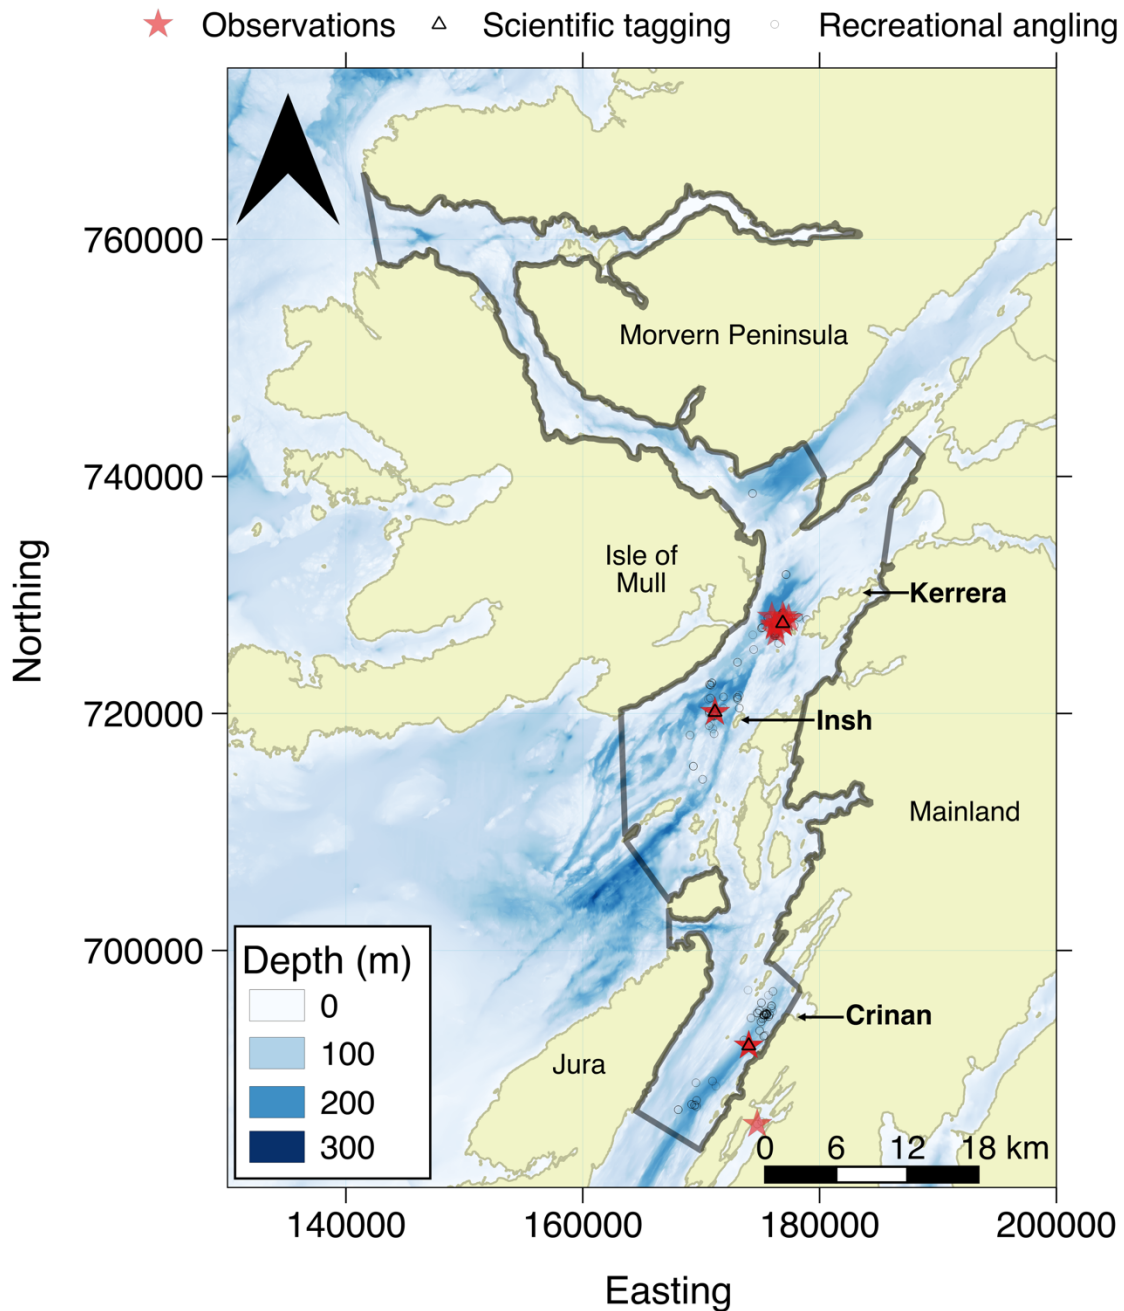 Observations Scientific tagging Recreational angling
760000
Morvern Peninsula
740000
Isle of
Mull
Kerrera
Northing
720000
Insh
Mainland
700000
Depth (m)
0
100
200
300
Crinan
Jura
0 6 12 18 km
140000 160000 180000 200000
Easting